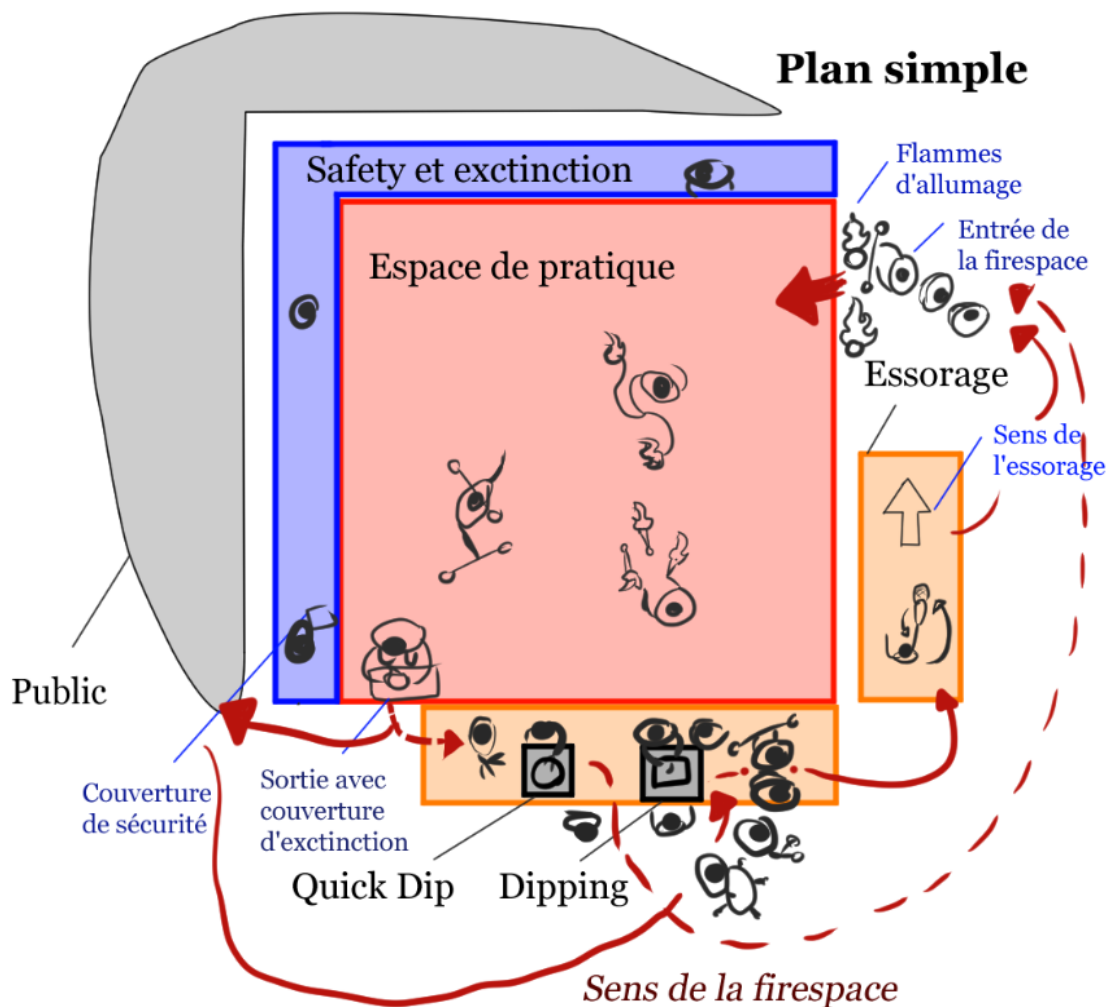 Plan simple
Safety et exctinction
Flammes
d'allumage
Entrée de
la firespace
Espace de pratique
Essorage
Sens de
l'essorage
Public
Couverture
de sécurité
Sortie avec
couverture
d'exctinction
Quick Dip
Dipping
Sens de la firespace